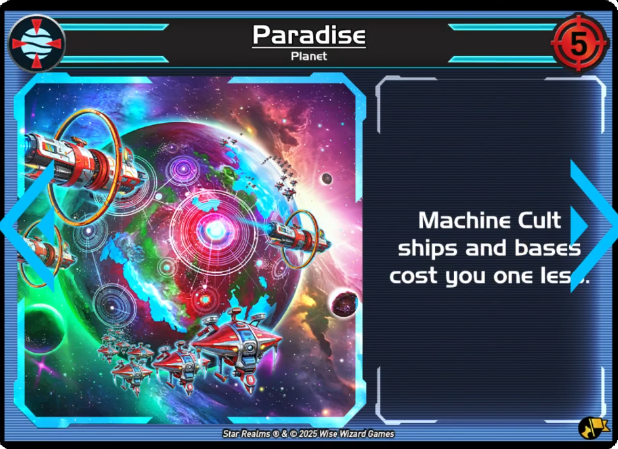 Paradise
Planet
5
Machine Cult
ships and bases
cost you one less.
Star Realms ® & © 2025 Wise Wizard Games